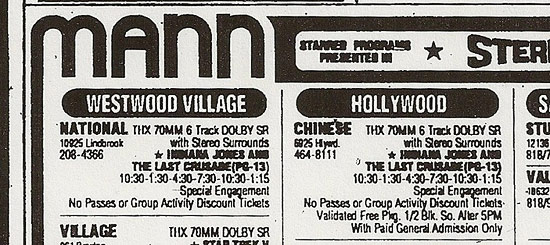 mann
STARRED PROGRAMS
PRESENTED IN
★ STER
WESTWOOD VILLAGE
NATIONAL THX 70MM 6 Track DOLBY SR
10925 Lindbrook with Stereo Surrounds
208-4366 ★ INDIANA JONES AND
THE LAST CRUSADE(PG-13)
10:30-1:30-4:30-7:30-10:30-1:15
Special Engagement
No Passes or Group Activity Discount Tickets
VILLAGE THX 70MM DOLBY SR
★ STAR TREK V
HOLLYWOOD
CHINESE THX 70MM 6 Track DOLBY SR
6925 Hlywd. with Stereo Surrounds
464-8111 ★ INDIANA JONES AND
THE LAST CRUSADE(PG-13)
10:30-1:30-4:30-7:30-10:30-1:15
Special Engagement
No Passes or Group Activity Discount Tickets
Validated Free Pkg. 1/2 Blk. So. After 5PM
With Paid General Admission Only
S
STU
12136
818/7
VAL
18632
818/9